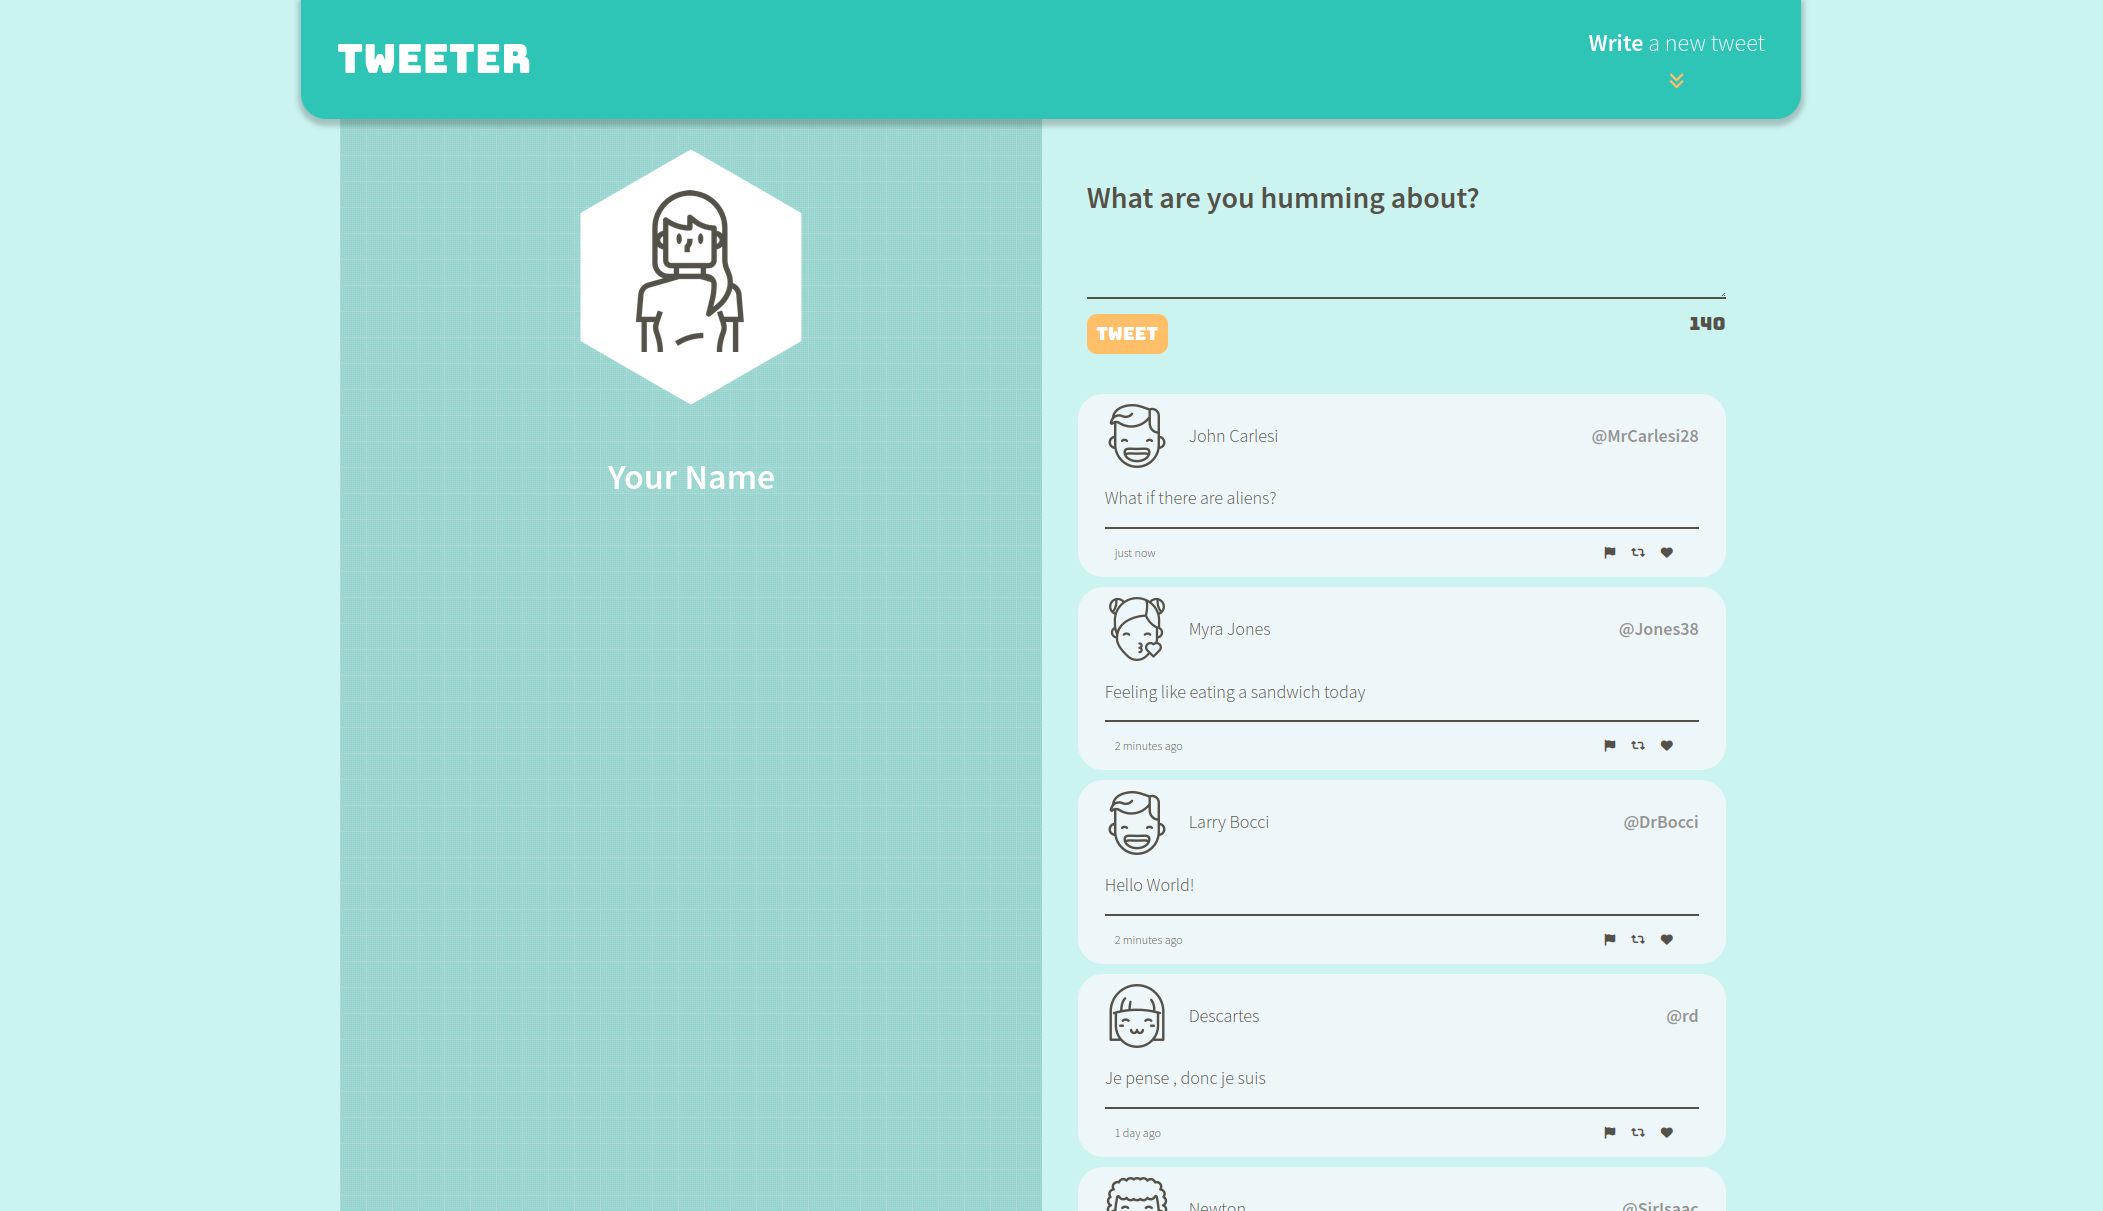 TWEETER
Write a new tweet
Your Name
What are you humming about?
TWEET
140
John Carlesi
@MrCarlesi28
What if there are aliens?
just now
Myra Jones
@Jones38
Feeling like eating a sandwich today
2 minutes ago
Larry Bocci
@DrBocci
Hello World!
2 minutes ago
Descartes
@rd
Je pense , donc je suis
1 day ago
Newton
@SirIsaac